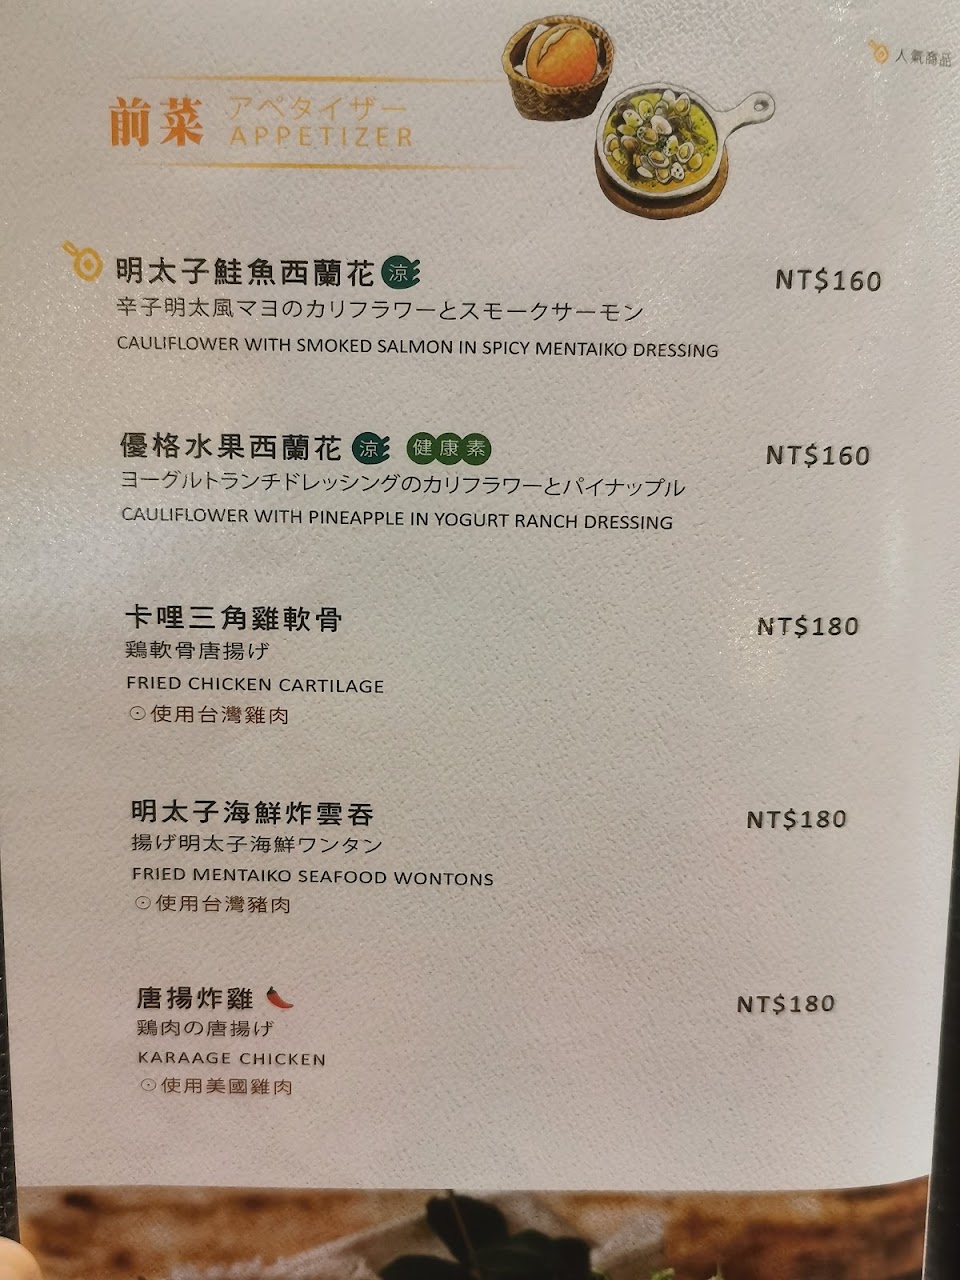 人氣商品
前菜 アペタイザー
APPETIZER
明太子鮭魚西蘭花 涼 NT$160
辛子明太風マヨのカリフラワーとスモークサーモン
CAULIFLOWER WITH SMOKED SALMON IN SPICY MENTAIKO DRESSING
優格水果西蘭花 涼 健康素 NT$160
ヨーグルトランチドレッシングのカリフラワーとパイナップル
CAULIFLOWER WITH PINEAPPLE IN YOGURT RANCH DRESSING
卡哩三角雞軟骨 NT$180
鶏軟骨唐揚げ
FRIED CHICKEN CARTILAGE
⊙使用台灣雞肉
明太子海鮮炸雲吞 NT$180
揚げ明太子海鮮ワンタン
FRIED MENTAIKO SEAFOOD WONTONS
⊙使用台灣豬肉
唐揚炸雞 NT$180
鶏肉の唐揚げ
KARAAGE CHICKEN
⊙使用美國雞肉